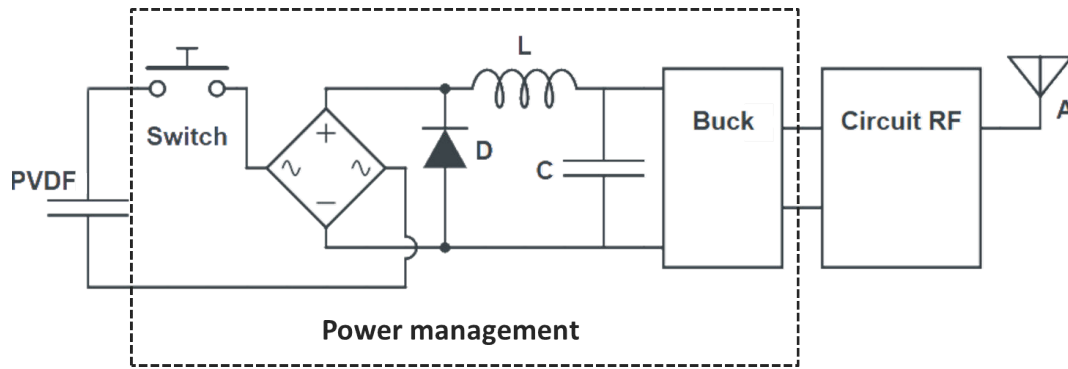 L
Switch
PVDF
D
C
Buck
Circuit RF
A
Power management